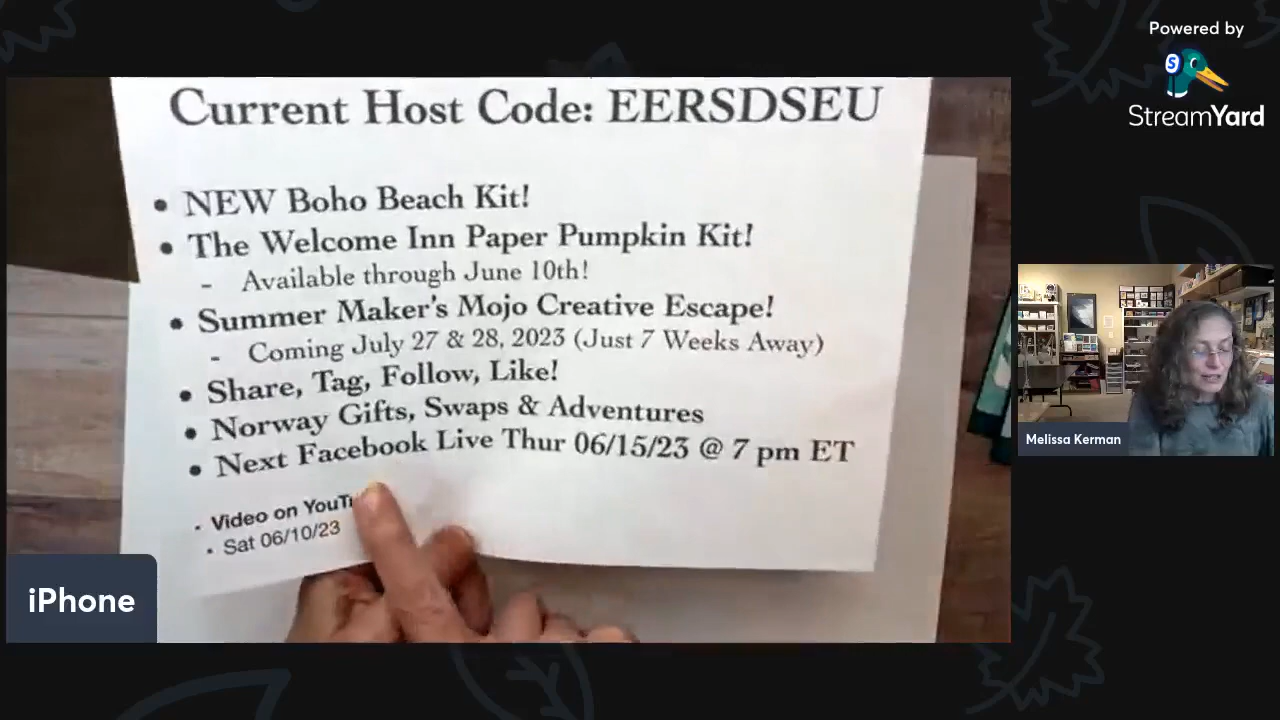 Powered by
StreamYard
Current Host Code: EERSDSEU
• NEW Boho Beach Kit!
• The Welcome Inn Paper Pumpkin Kit!
- Available through June 10th!
• Summer Maker's Mojo Creative Escape!
- Coming July 27 & 28, 2023 (Just 7 Weeks Away)
• Share, Tag, Follow, Like!
• Norway Gifts, Swaps & Adventures
• Next Facebook Live Thur 06/15/23 @ 7 pm ET
• Video on
• Sat 06/10/23
iPhone
Melissa Kerman